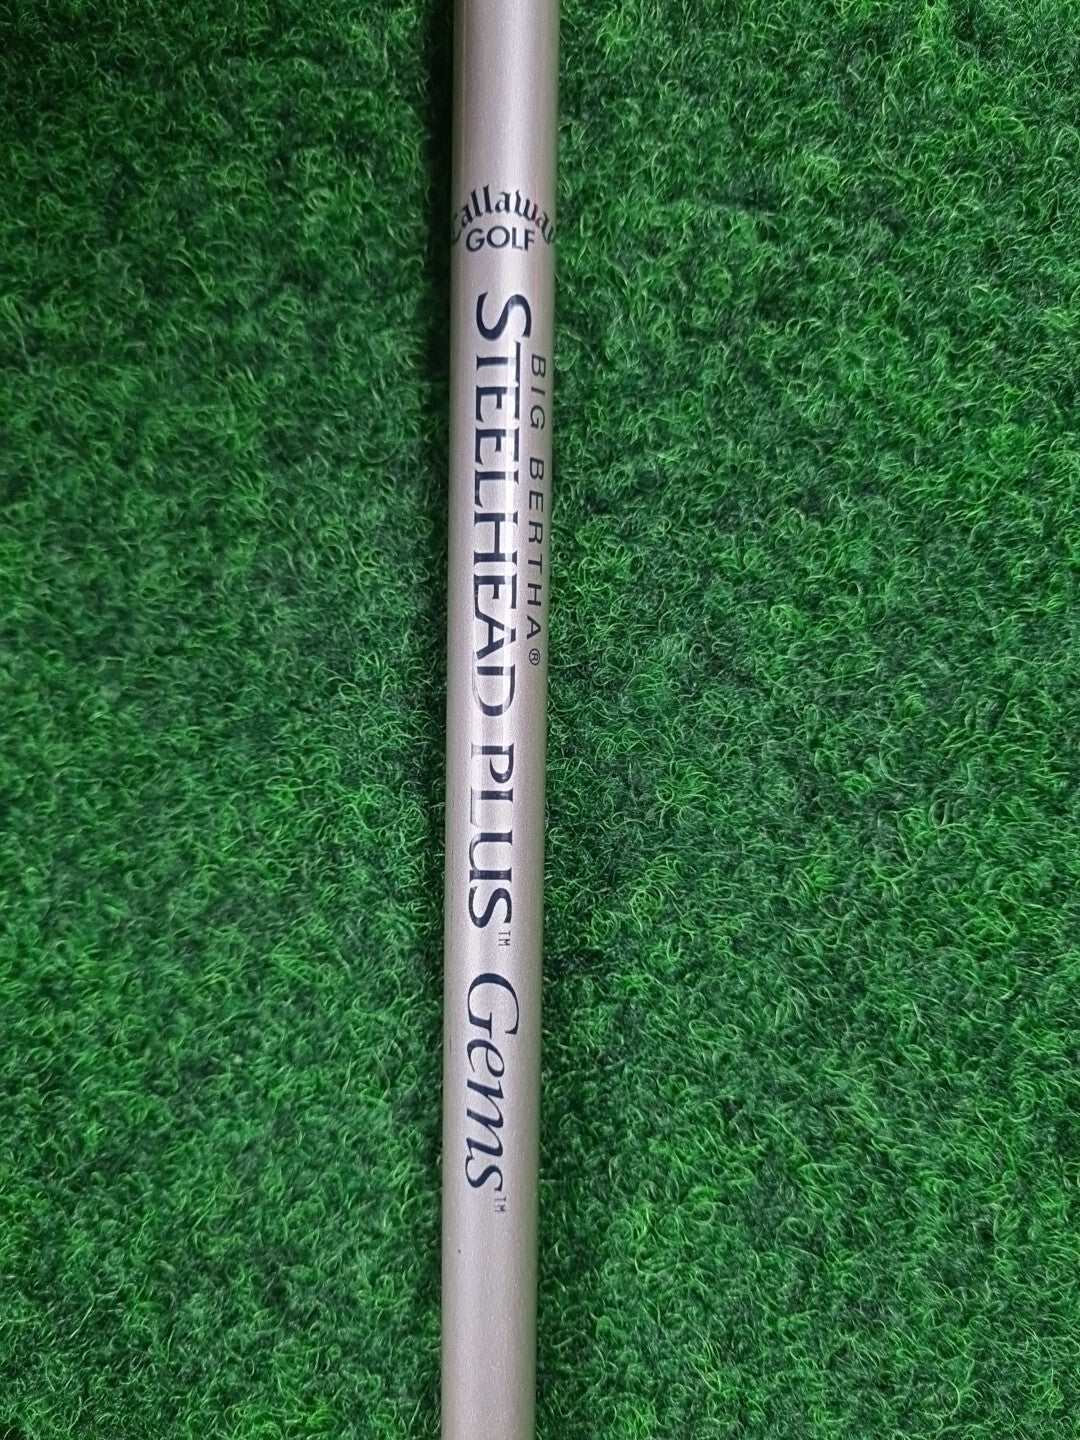 Callaway
GOLF
BIG BERTHA®
STEELHEAD PLUS™ Gems™